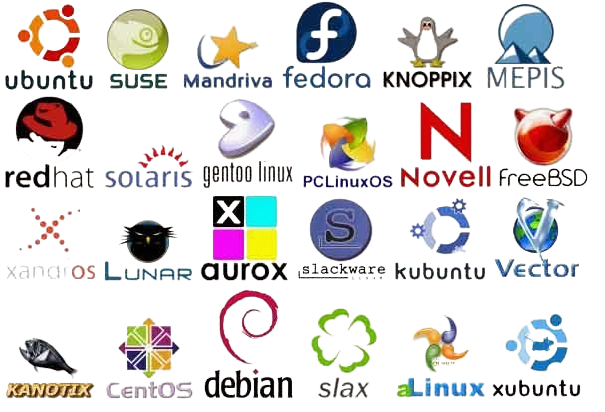 ubuntu SUSE Mandriva fedora KNOPPIX MEPIS
redhat solaris gentoo linux PCLinuxOS Novell freeBSD
xandros Lunar aurox slackware kubuntu Vector
KANOTIX CentOS debian slax aLinux xubuntu